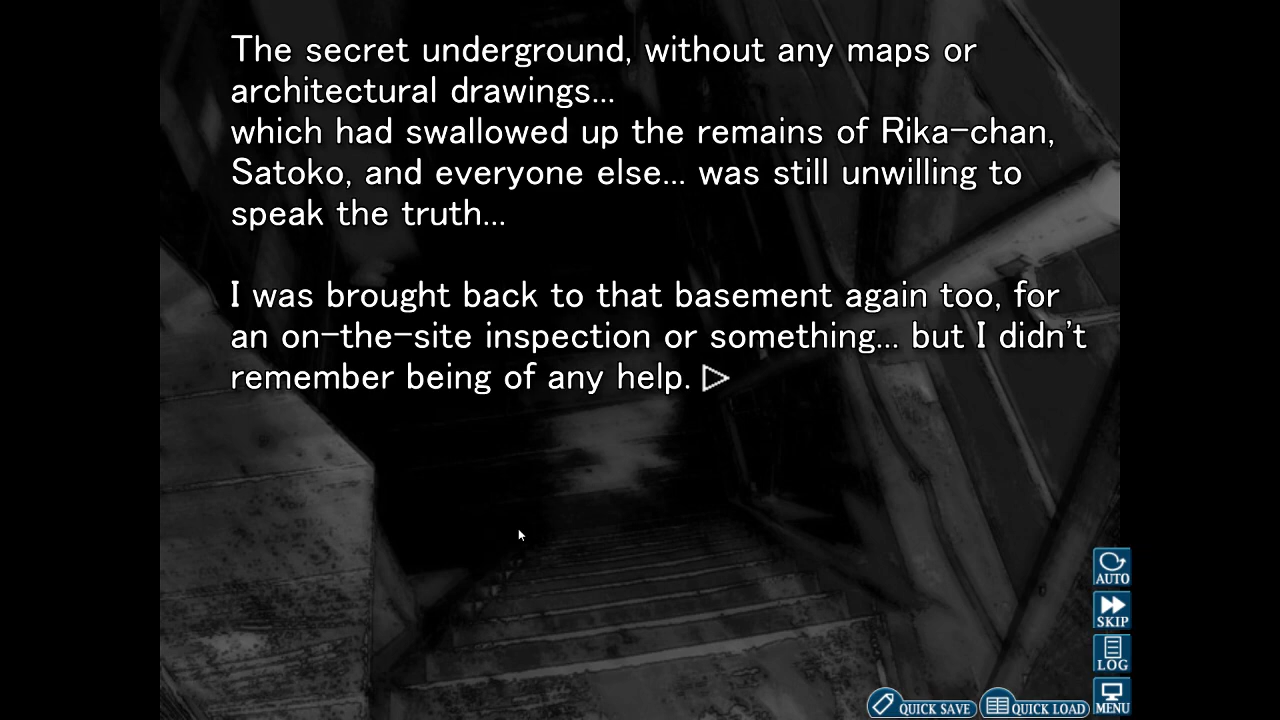 The secret underground, without any maps or
architectural drawings...
which had swallowed up the remains of Rika-chan,
Satoko, and everyone else... was still unwilling to
speak the truth...
I was brought back to that basement again too, for
an on-the-site inspection or something... but I didn't
remember being of any help.
AUTO
SKIP
LOG
MENU
QUICK SAVE
QUICK LOAD